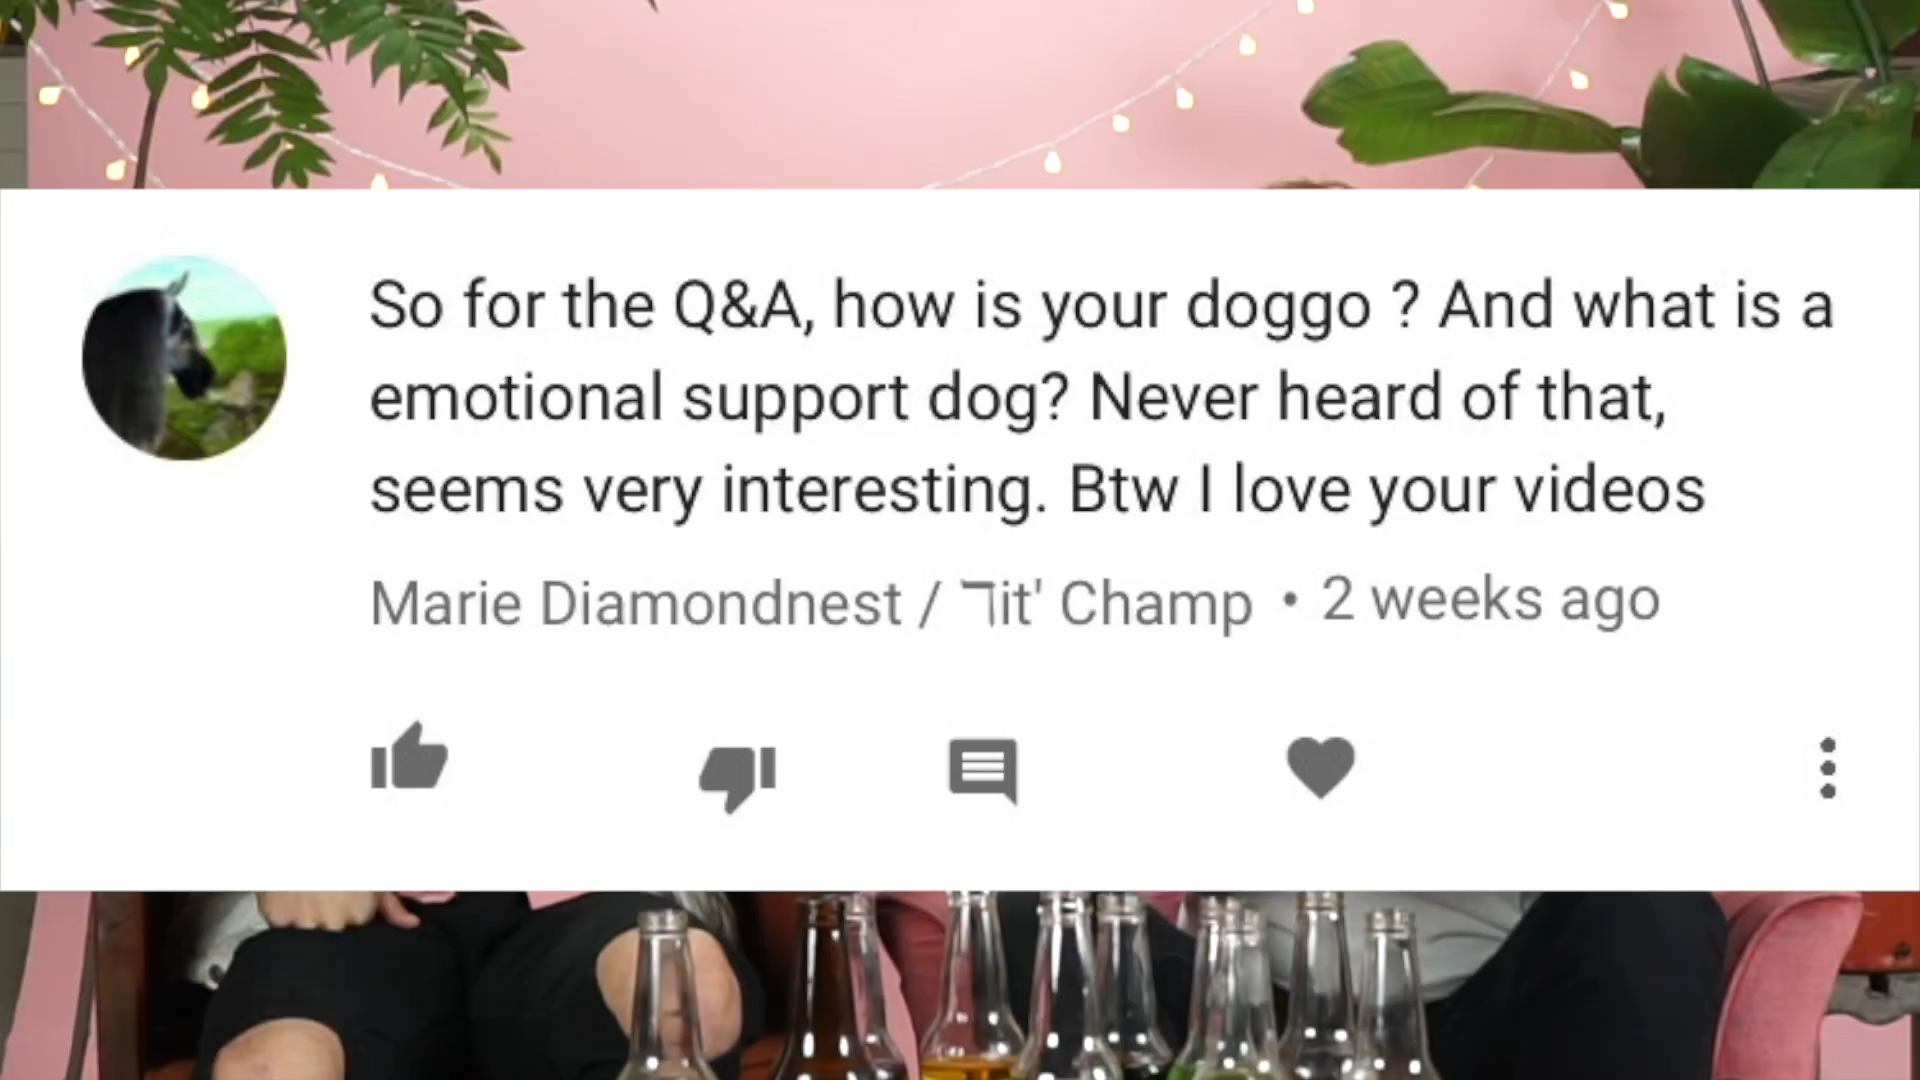 So for the Q&A, how is your doggo ? And what is a
emotional support dog? Never heard of that,
seems very interesting. Btw I love your videos
Marie Diamondnest / it' Champ • 2 weeks ago